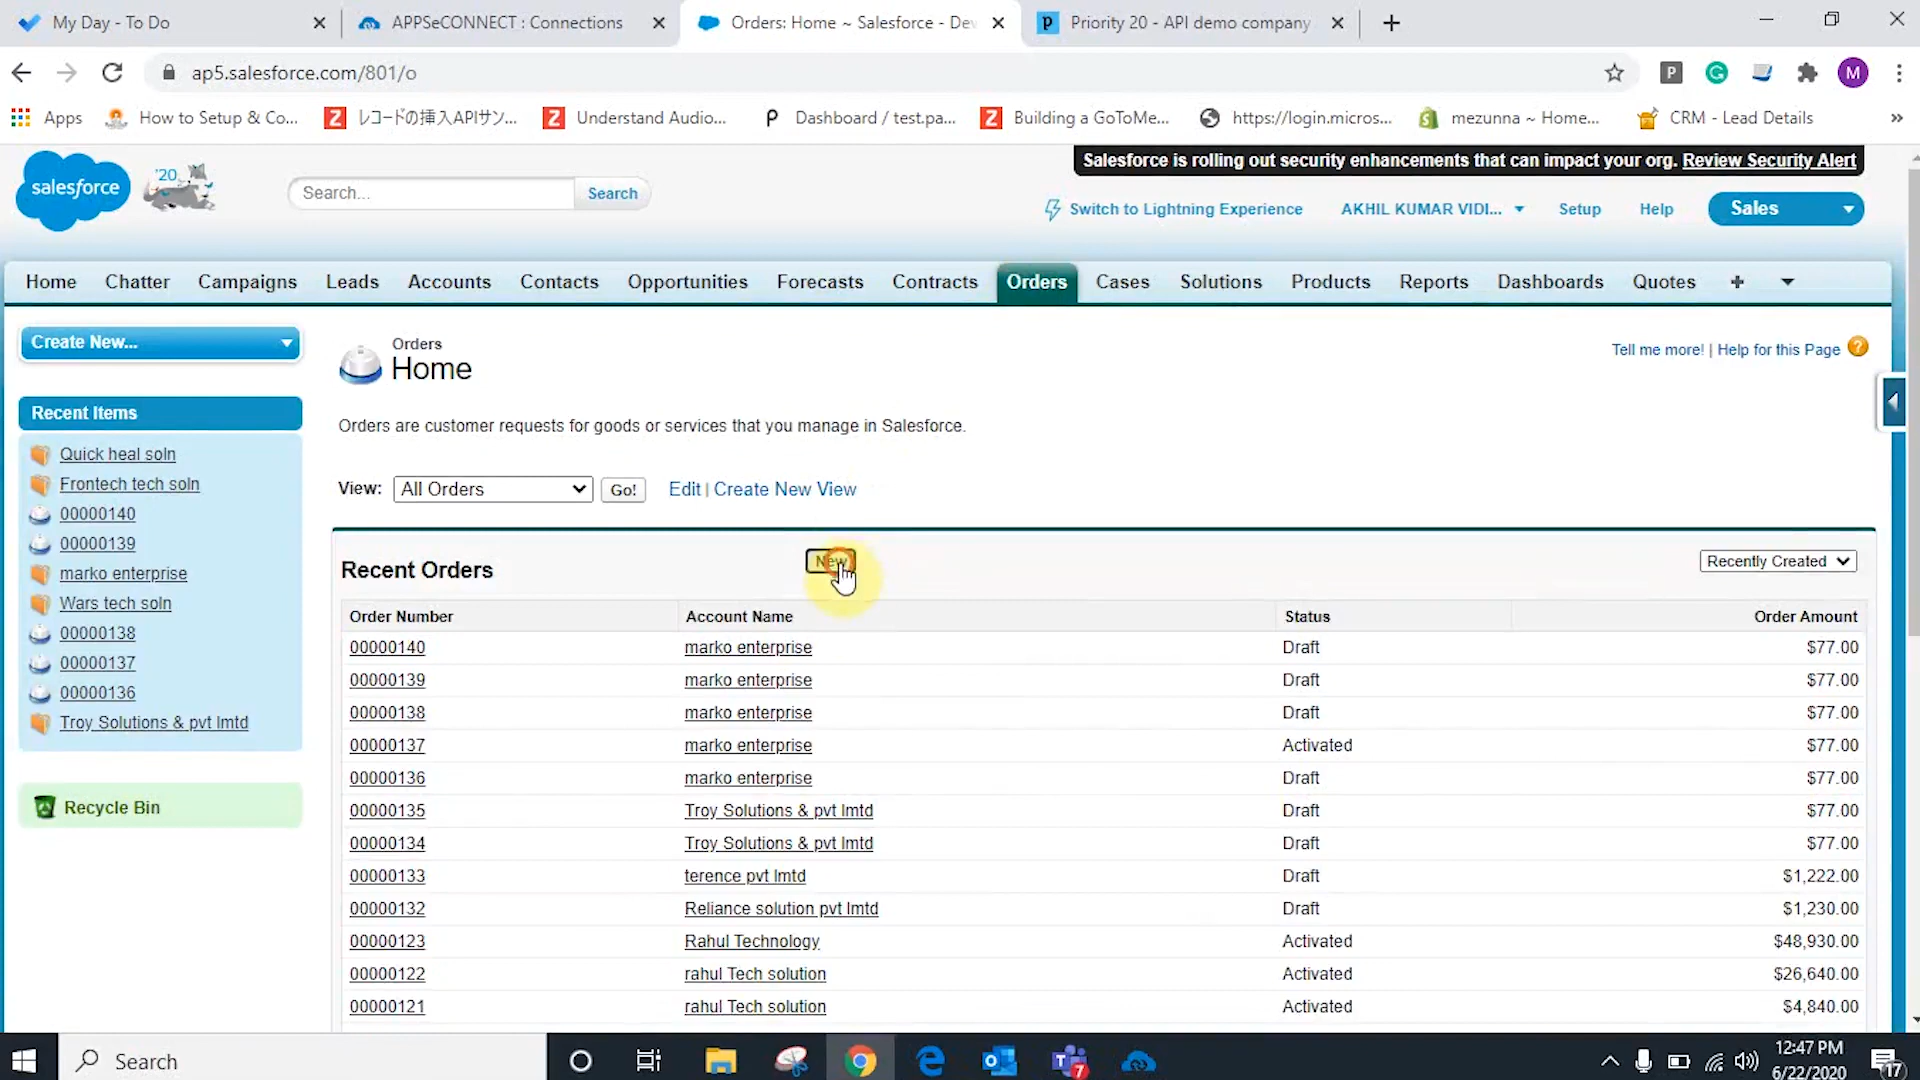 My Day - To Do
APPSeCONNECT : Connections
Orders: Home ~ Salesforce - Dev
Priority 20 - API demo company
ap5.salesforce.com/801/o
P
M
Apps
How to Setup & Co...
レコードの挿入APIサン...
Understand Audio...
Dashboard / test.pa...
Building a GoToMe...
https://login.micros...
mezunna ~ Home...
CRM - Lead Details
»
Salesforce is rolling out security enhancements that can impact your org. Review Security Alert
salesforce
'20
Search...
Search
Switch to Lightning Experience
AKHIL KUMAR VIDI...
Setup
Help
Sales
Home
Chatter
Campaigns
Leads
Accounts
Contacts
Opportunities
Forecasts
Contracts
Orders
Cases
Solutions
Products
Reports
Dashboards
Quotes
+
Create New...
Orders
Home
Tell me more! | Help for this Page
Recent Items
Quick heal soln
Frontech tech soln
00000140
00000139
marko enterprise
Wars tech soln
00000138
00000137
00000136
Troy Solutions & pvt lmtd
Recycle Bin
Orders are customer requests for goods or services that you manage in Salesforce.
View: All Orders Go! Edit | Create New View
Recent Orders
New
Recently Created
Order Number Account Name Status Order Amount
00000140 marko enterprise Draft $77.00
00000139 marko enterprise Draft $77.00
00000138 marko enterprise Draft $77.00
00000137 marko enterprise Activated $77.00
00000136 marko enterprise Draft $77.00
00000135 Troy Solutions & pvt lmtd Draft $77.00
00000134 Troy Solutions & pvt lmtd Draft $77.00
00000133 terence pvt lmtd Draft $1,222.00
00000132 Reliance solution pvt lmtd Draft $1,230.00
00000123 Rahul Technology Activated $48,930.00
00000122 rahul Tech solution Activated $26,640.00
00000121 rahul Tech solution Activated $4,840.00
Search
7
12:47 PM
6/22/2020
17